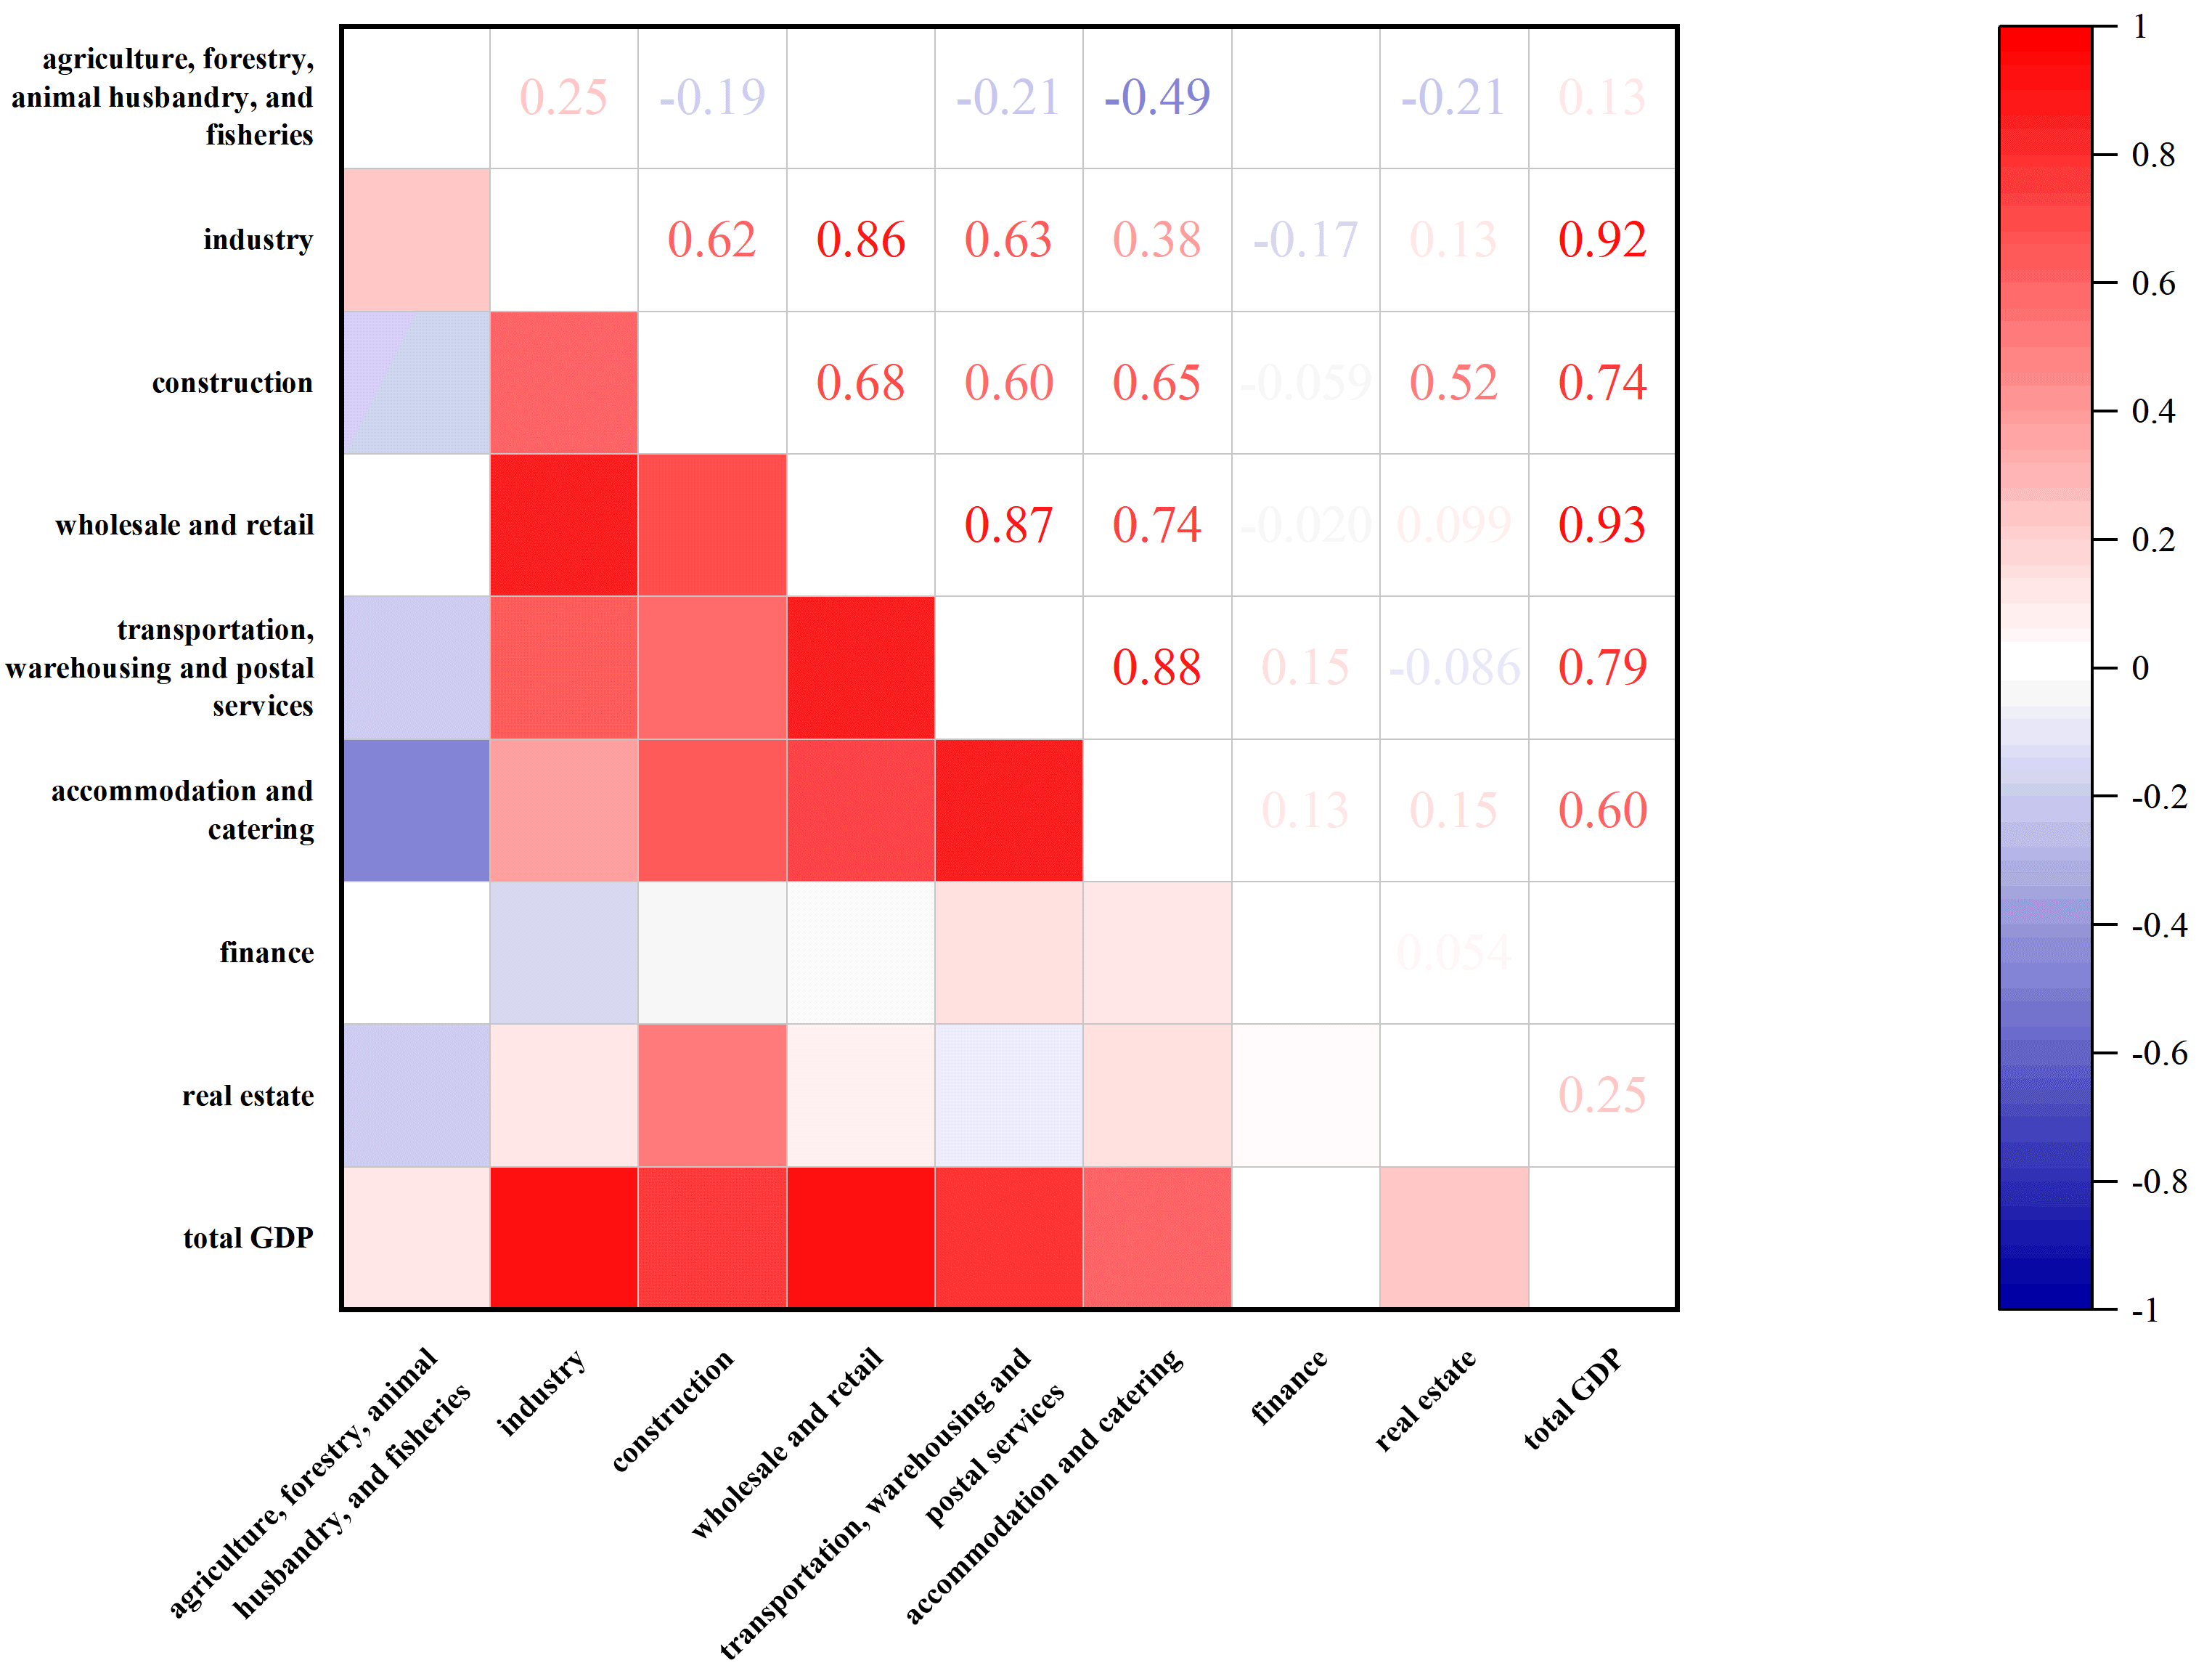 agriculture, forestry,
animal husbandry, and
fisheries
0.25 -0.19 -0.21 -0.49 -0.21 0.13
industry
0.62 0.86 0.63 0.38 -0.17 0.13 0.92
construction
0.68 0.60 0.65 -0.059 0.52 0.74
wholesale and retail
0.87 0.74 -0.020 0.099 0.93
transportation,
warehousing and postal
services
0.88 0.15 -0.086 0.79
accommodation and
catering
0.13 0.15 0.60
finance
0.054
real estate
0.25
total GDP
agriculture, forestry, animal
husbandry, and fisheries
industry
construction
wholesale and retail
transportation, warehousing and
postal services
accommodation and catering
finance
real estate
total GDP
1
0.8
0.6
0.4
0.2
0
-0.2
-0.4
-0.6
-0.8
-1